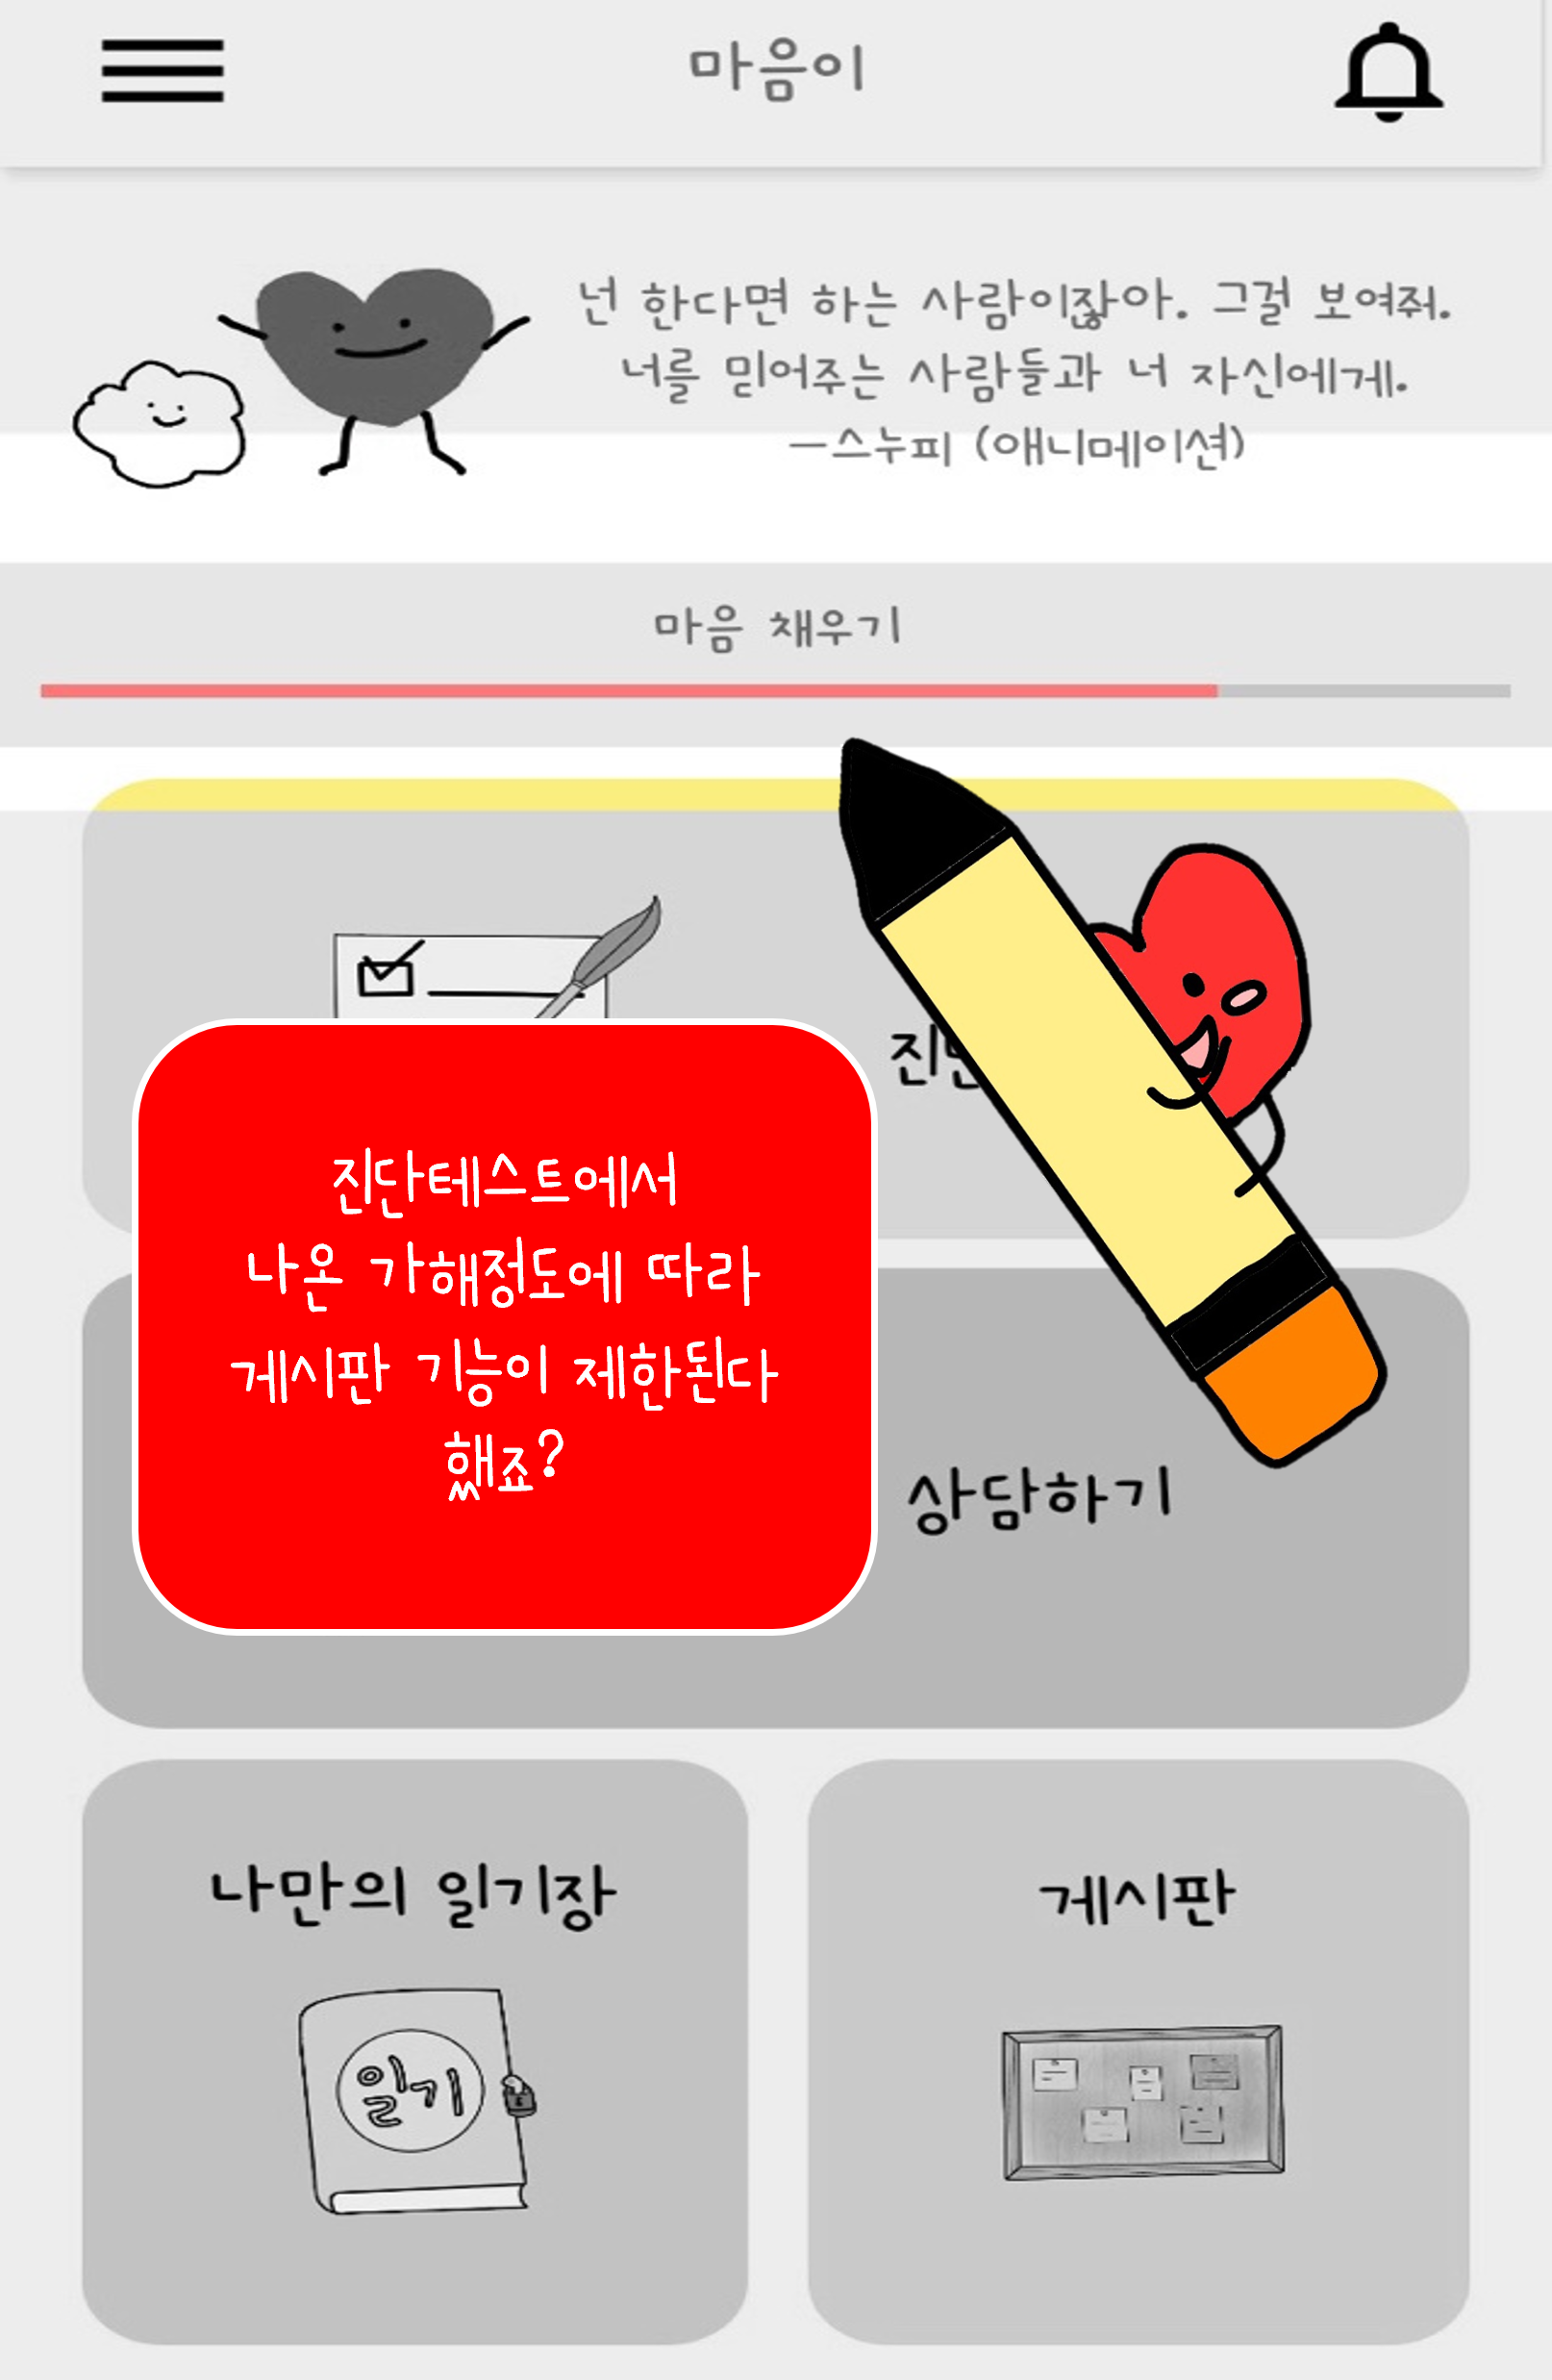 마음이
넌 한다면 하는 사람이잖아. 그걸 보여줘.
너를 믿어주는 사람들과 너 자신에게.
—스누피 (애니메이션)
마음 채우기
진단테스트에서
나온 가해정도에 따라
게시판 기능이 제한된다
했죠?
상담하기
나만의 일기장
게시판
일기